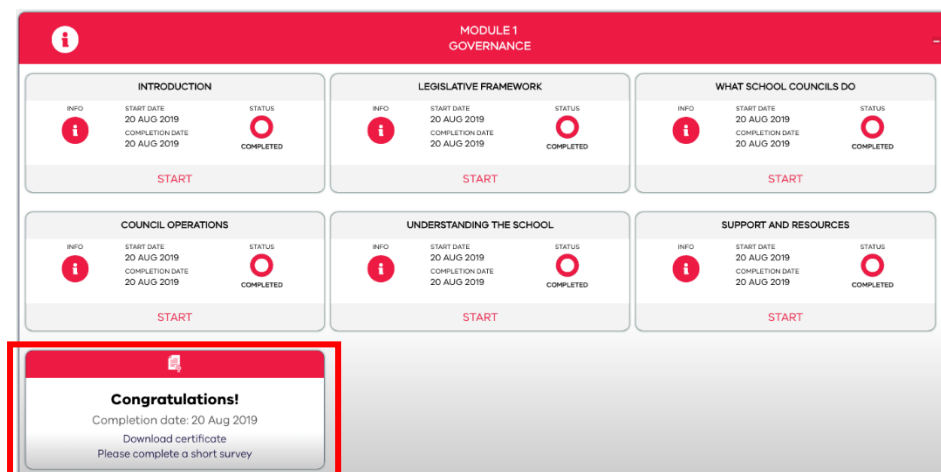 MODULE 1
GOVERNANCE
INTRODUCTION
INFO
START DATE
20 AUG 2019
COMPLETION DATE
20 AUG 2019
STATUS
COMPLETED
START
LEGISLATIVE FRAMEWORK
INFO
START DATE
20 AUG 2019
COMPLETION DATE
20 AUG 2019
STATUS
COMPLETED
START
WHAT SCHOOL COUNCILS DO
INFO
START DATE
20 AUG 2019
COMPLETION DATE
20 AUG 2019
STATUS
COMPLETED
START
COUNCIL OPERATIONS
INFO
START DATE
20 AUG 2019
COMPLETION DATE
20 AUG 2019
STATUS
COMPLETED
START
UNDERSTANDING THE SCHOOL
INFO
START DATE
20 AUG 2019
COMPLETION DATE
20 AUG 2019
STATUS
COMPLETED
START
SUPPORT AND RESOURCES
INFO
START DATE
20 AUG 2019
COMPLETION DATE
20 AUG 2019
STATUS
COMPLETED
START
Congratulations!
Completion date: 20 Aug 2019
Download certificate
Please complete a short survey